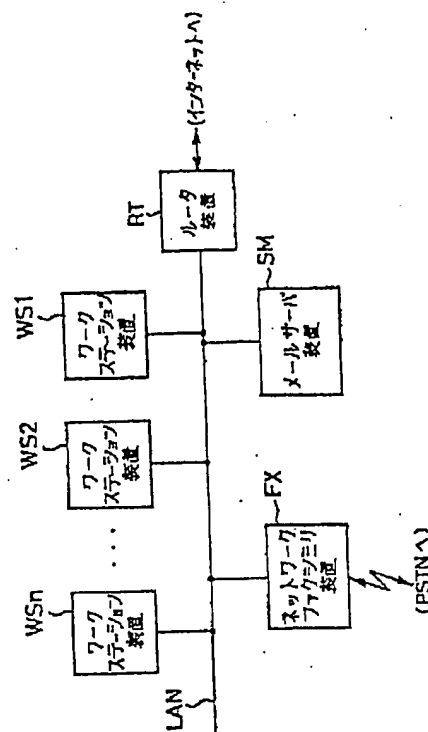 WSn
ワーク
ステーション
装置
. . .
WS2
ワーク
ステーション
装置
WS1
ワーク
ステーション
装置
RT
ルータ
装置
(インターネットへ)
LAN
FX
ネットワーク
ファクシミリ
装置
(PSTNへ)
SM
メールサーバ
装置